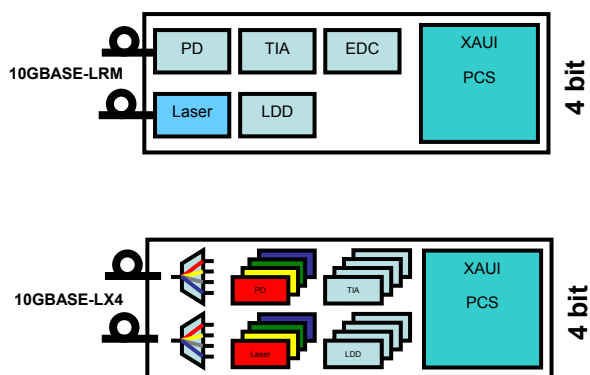 PD
TIA
EDC
XAUI
PCS
10GBASE-LRM
4 bit
Laser
LDD
PD
TIA
XAUI
PCS
10GBASE-LX4
4 bit
Laser
LDD